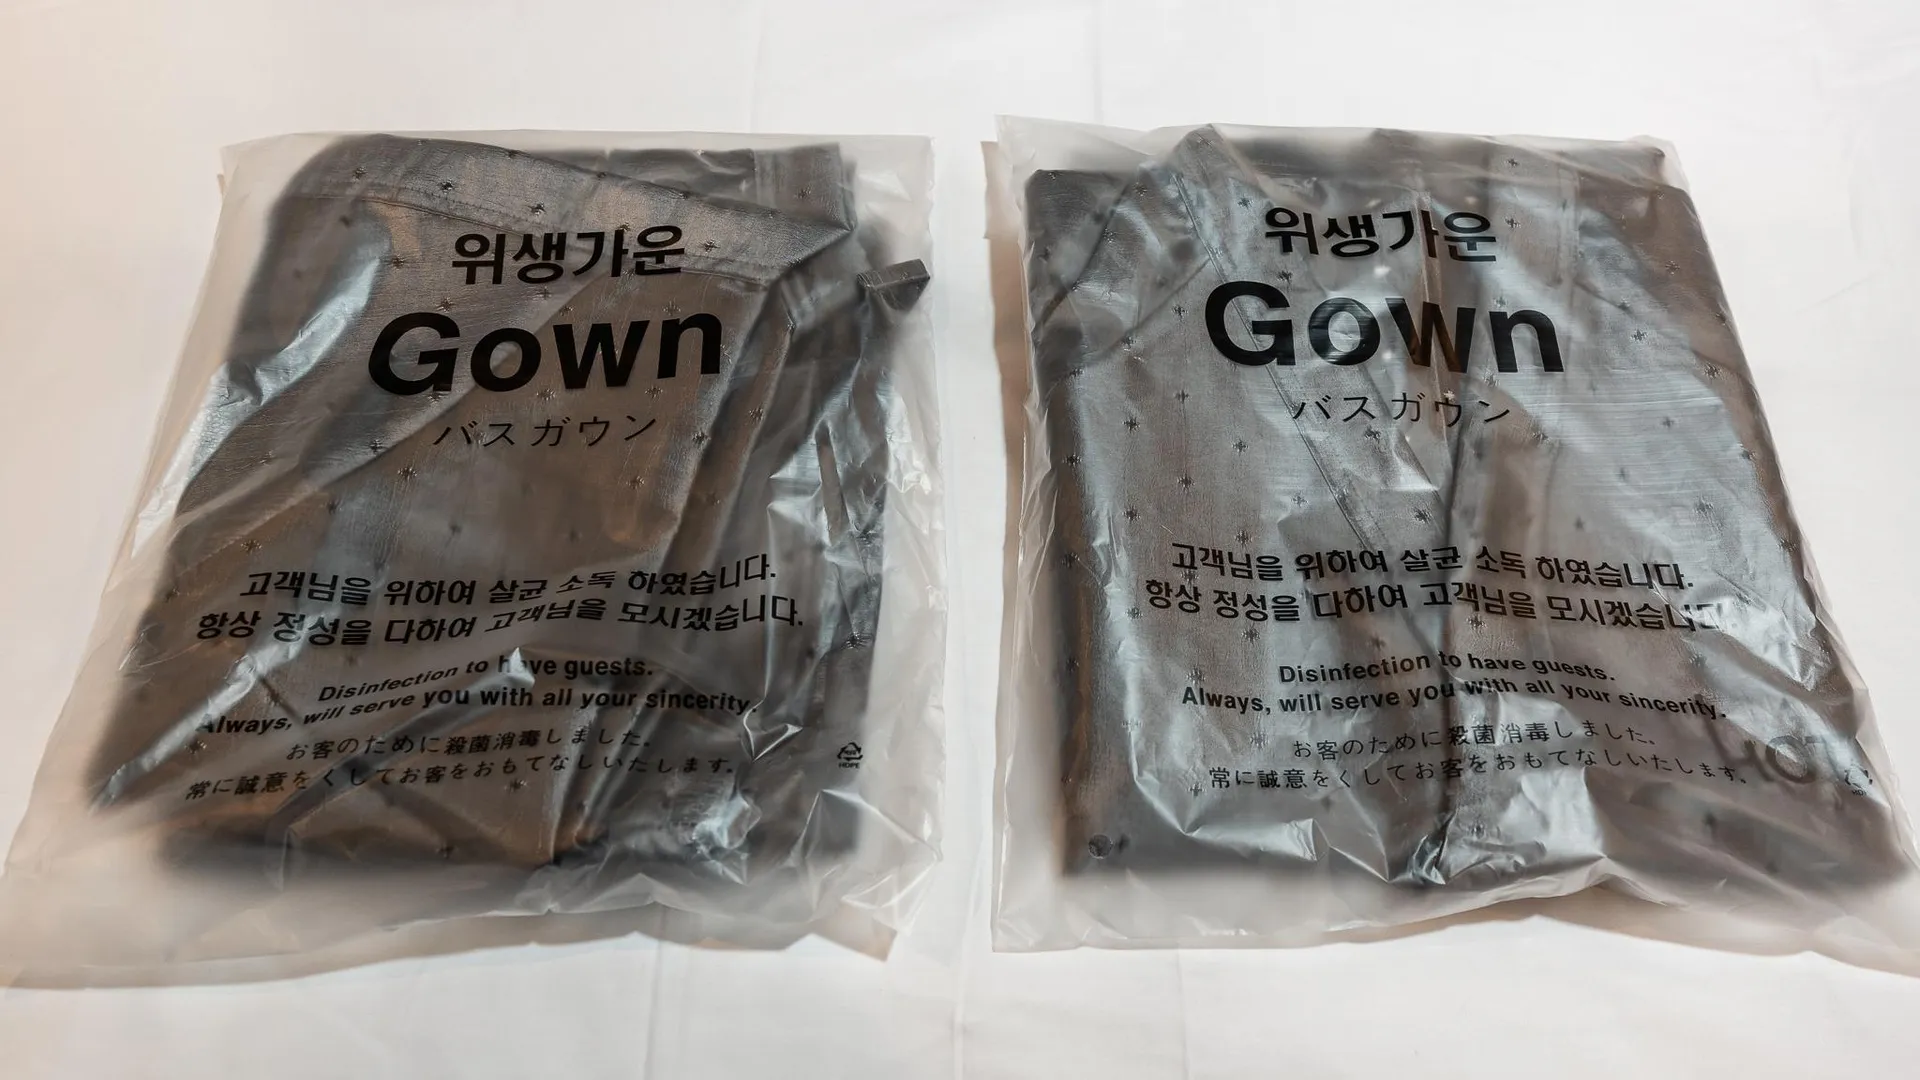 위생가운
Gown
バスガウン
고객님을 위하여 살균 소독 하였습니다.
항상 정성을 다하여 고객님을 모시겠습니다.
Disinfection to have guests.
Always, will serve you with all your sincerity.
お客のために殺菌消毒しました。
常に誠意をくしてお客をおもてなしいたします。
HDPE
위생가운
Gown
バスガウン
고객님을 위하여 살균 소독 하였습니다.
항상 정성을 다하여 고객님을 모시겠습니다.
Disinfection to have guests.
Always, will serve you with all your sincerity.
お客のために殺菌消毒しました。
常に誠意をくしてお客をおもてなしいたします。